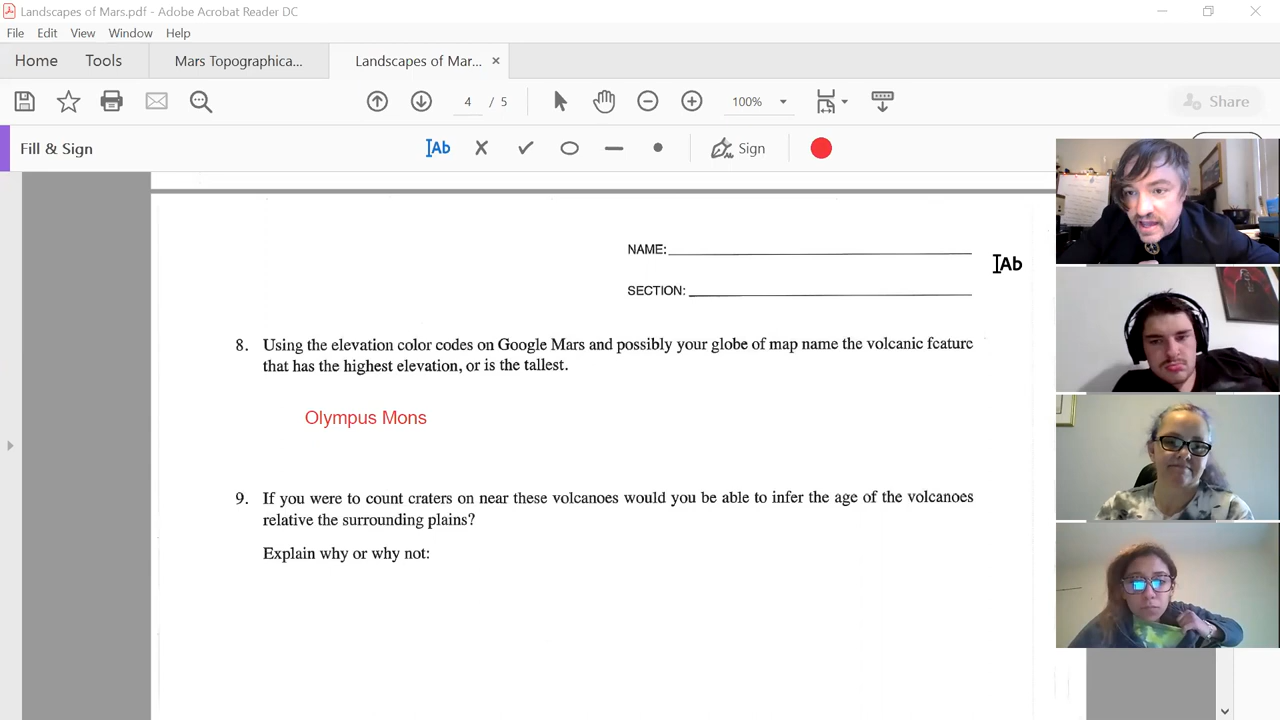 Landscapes of Mars.pdf - Adobe Acrobat Reader DC
File Edit View Window Help
Home Tools Mars Topographica... Landscapes of Mar... ×
4 / 5 100% Share
Fill & Sign Ab Sign
NAME:
Ab
SECTION:
8. Using the elevation color codes on Google Mars and possibly your globe of map name the volcanic feature
that has the highest elevation, or is the tallest.
Olympus Mons
9. If you were to count craters on near these volcanoes would you be able to infer the age of the volcanoes
relative the surrounding plains?
Explain why or why not: